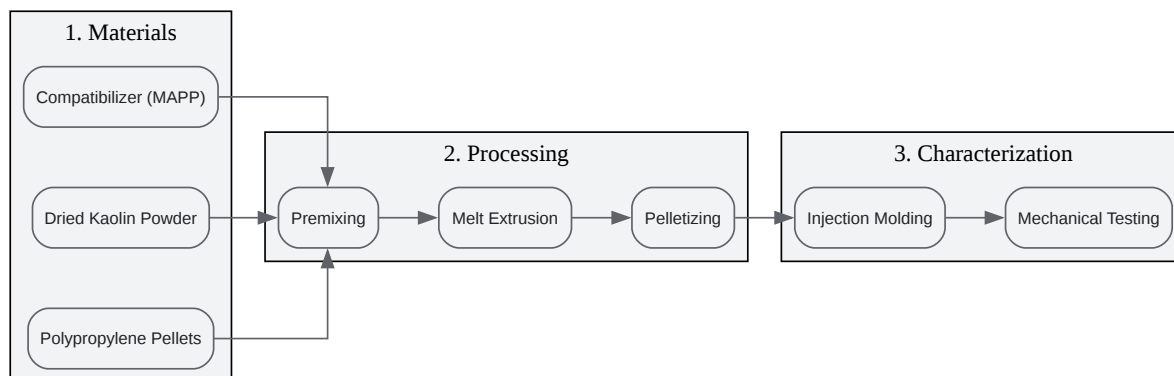 1. Materials
Compatibilizer (MAPP)
Dried Kaolin Powder
Polypropylene Pellets
2. Processing
Premixing
Melt Extrusion
Pelletizing
3. Characterization
Injection Molding
Mechanical Testing